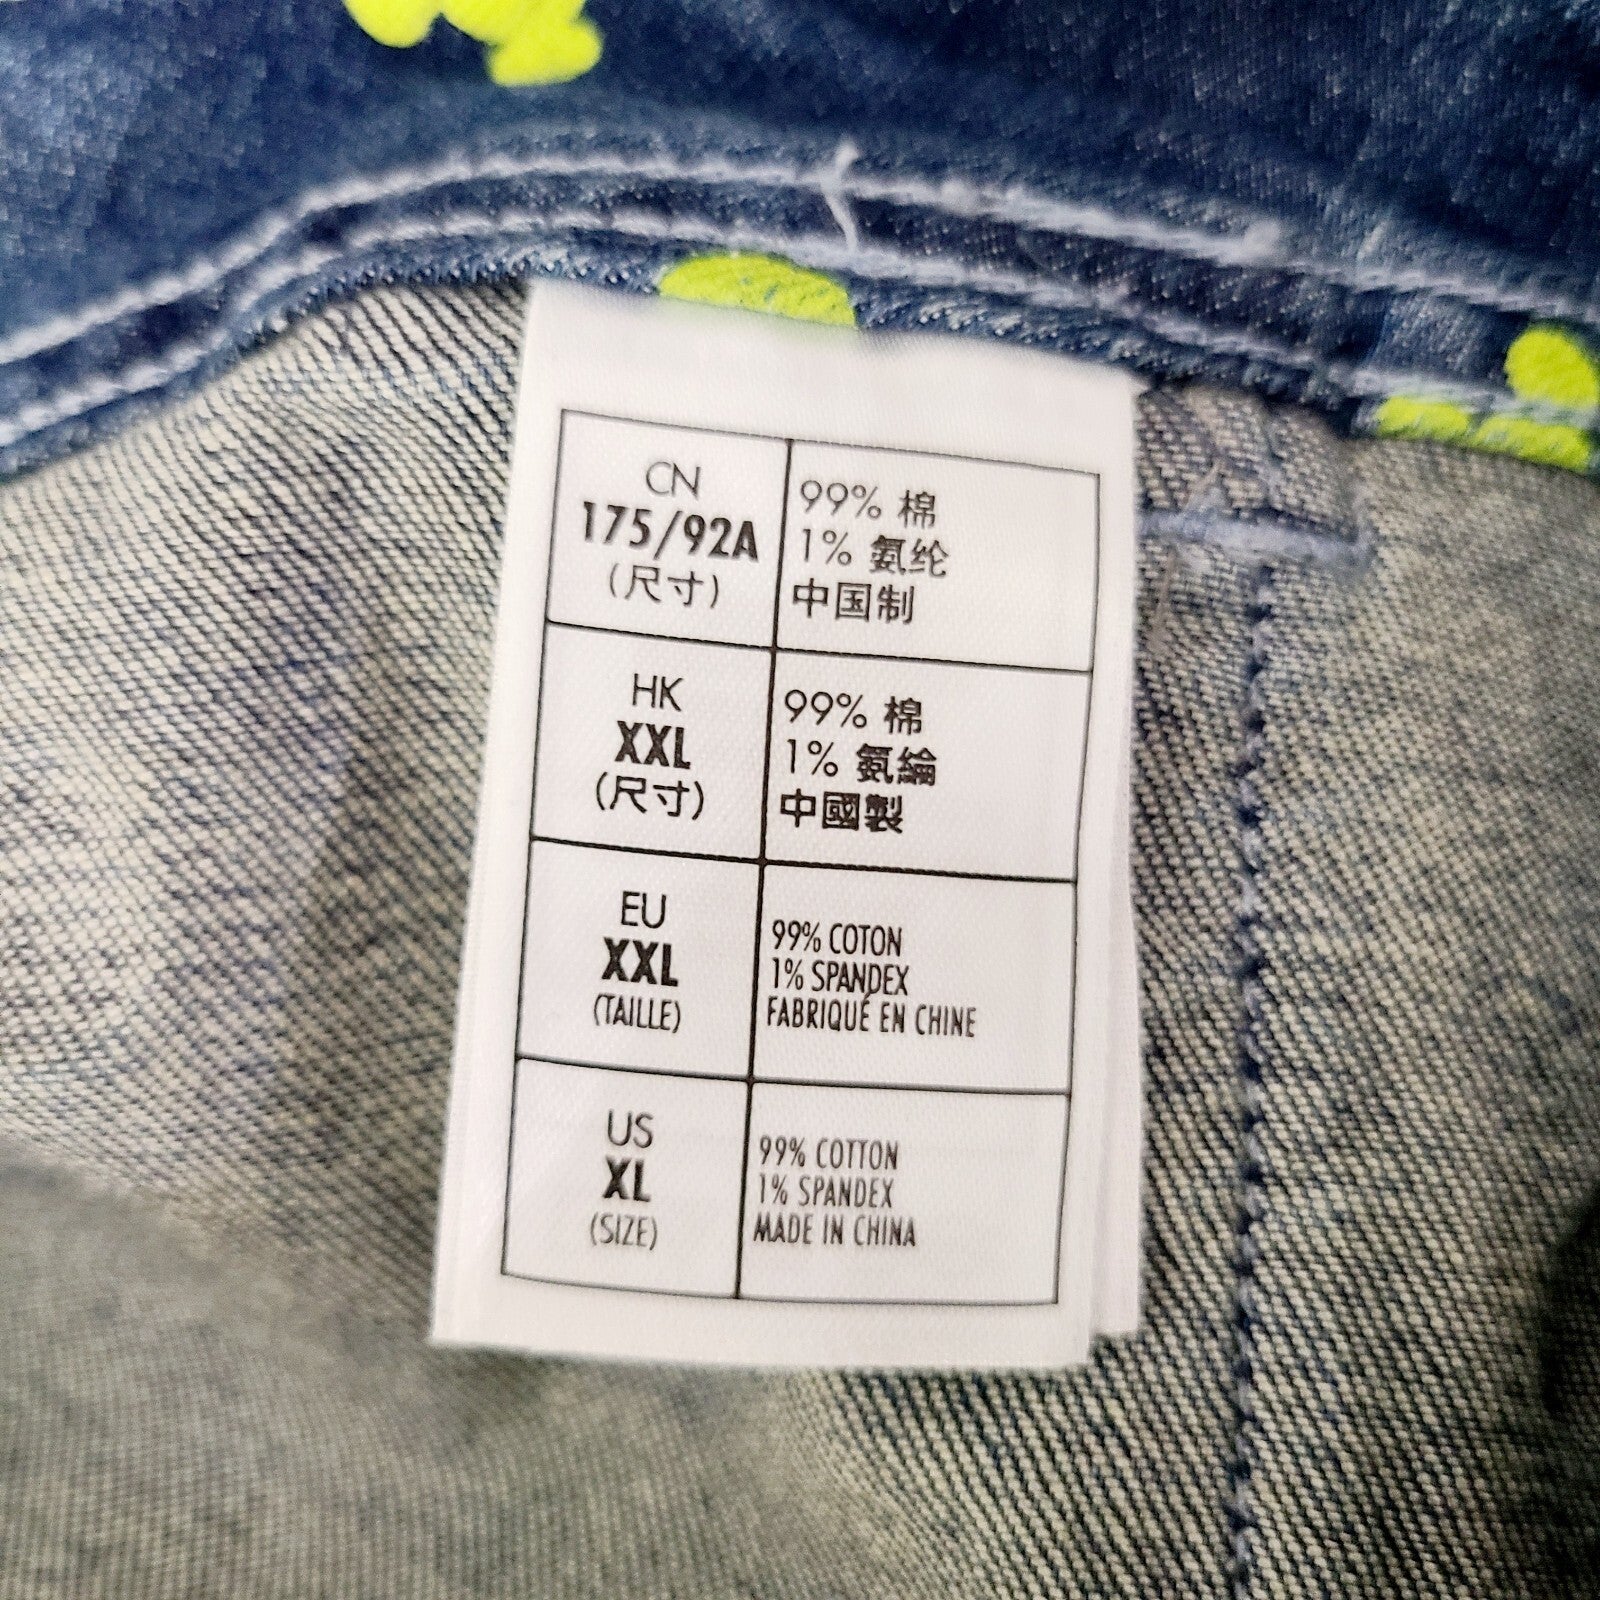 CN
175/92A
(尺寸)
99% 棉
1% 氨纶
中国制
HK
XXL
(尺寸)
99% 棉
1% 氨綸
中國製
EU
XXL
(TAILLE)
99% COTON
1% SPANDEX
FABRIQUÉ EN CHINE
US
XL
(SIZE)
99% COTTON
1% SPANDEX
MADE IN CHINA